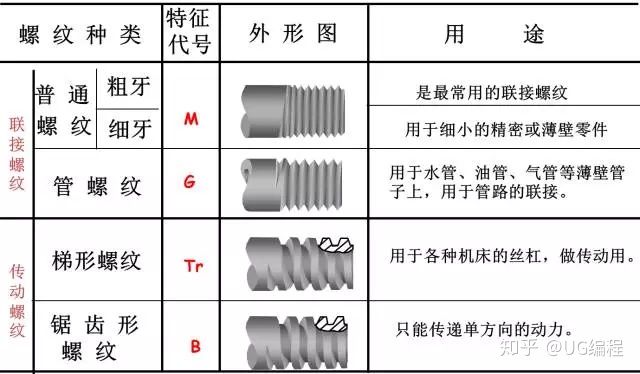 螺纹种类 特征代号 外形图 用途
联接螺纹 普通螺纹 粗牙 M 是最常用的联接螺纹
细牙 用于细小的精密或薄壁零件
管螺纹 G 用于水管、油管、气管等薄壁管
子上，用于管路的联接。
传动螺纹 梯形螺纹 Tr 用于各种机床的丝杠，做传动用。
锯齿形螺纹 B 只能传递单方向的动力。
知乎 @UG编程